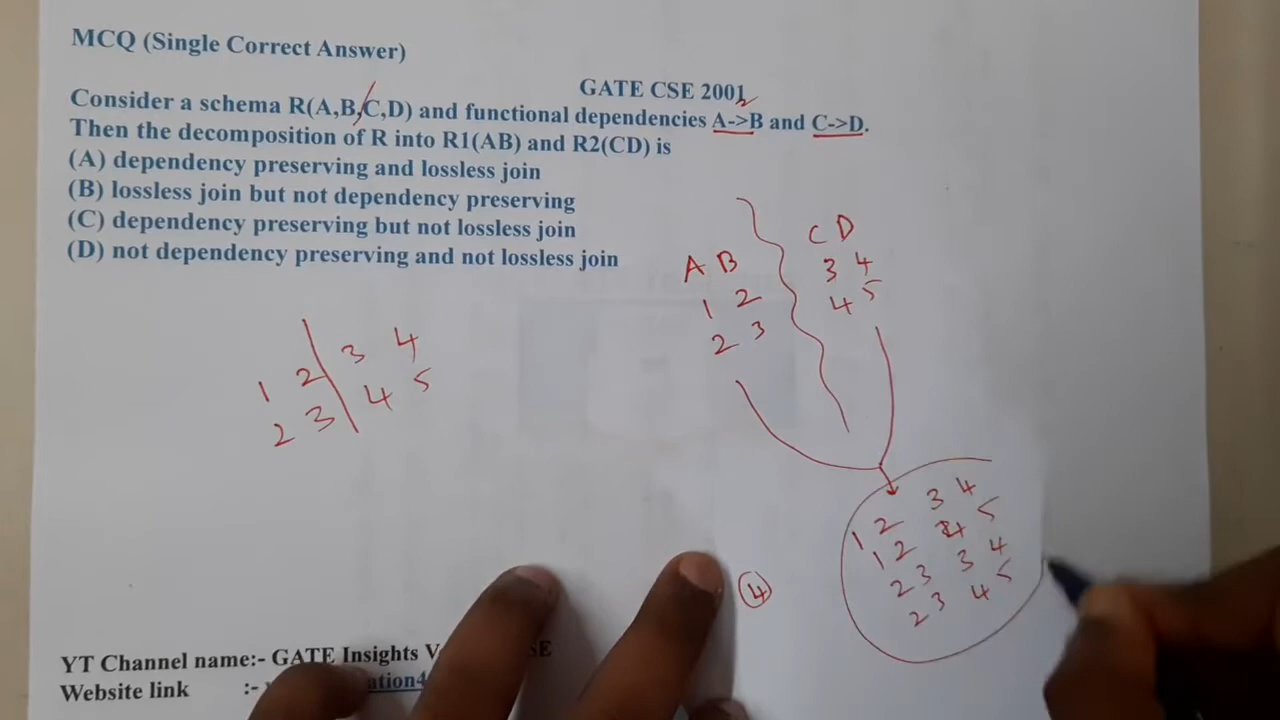 MCQ (Single Correct Answer)
GATE CSE 2001
Consider a schema R(A,B,C,D) and functional dependencies A->B and C->D.
Then the decomposition of R into R1(AB) and R2(CD) is
(A) dependency preserving and lossless join
(B) lossless join but not dependency preserving
(C) dependency preserving but not lossless join
(D) not dependency preserving and not lossless join
A B
1 2
2 3
C D
3 4
4 5
1 2 3 4
2 3 4 5
1 2 3 4
1 2 4 5
2 3 3 4
2 3 4 5
4
YT Channel name:- GATE Insights V SE
Website link :- ation4